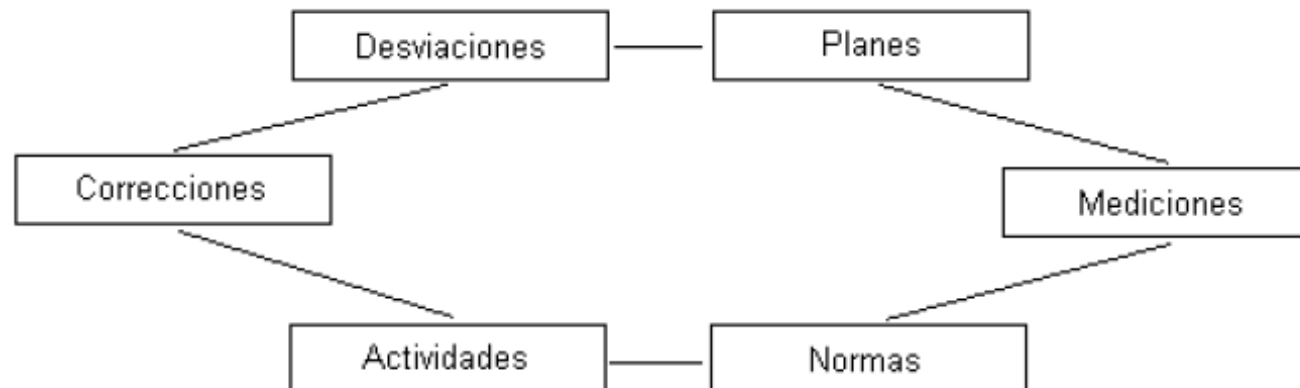 Desviaciones
Planes
Correcciones
Mediciones
Actividades
Normas